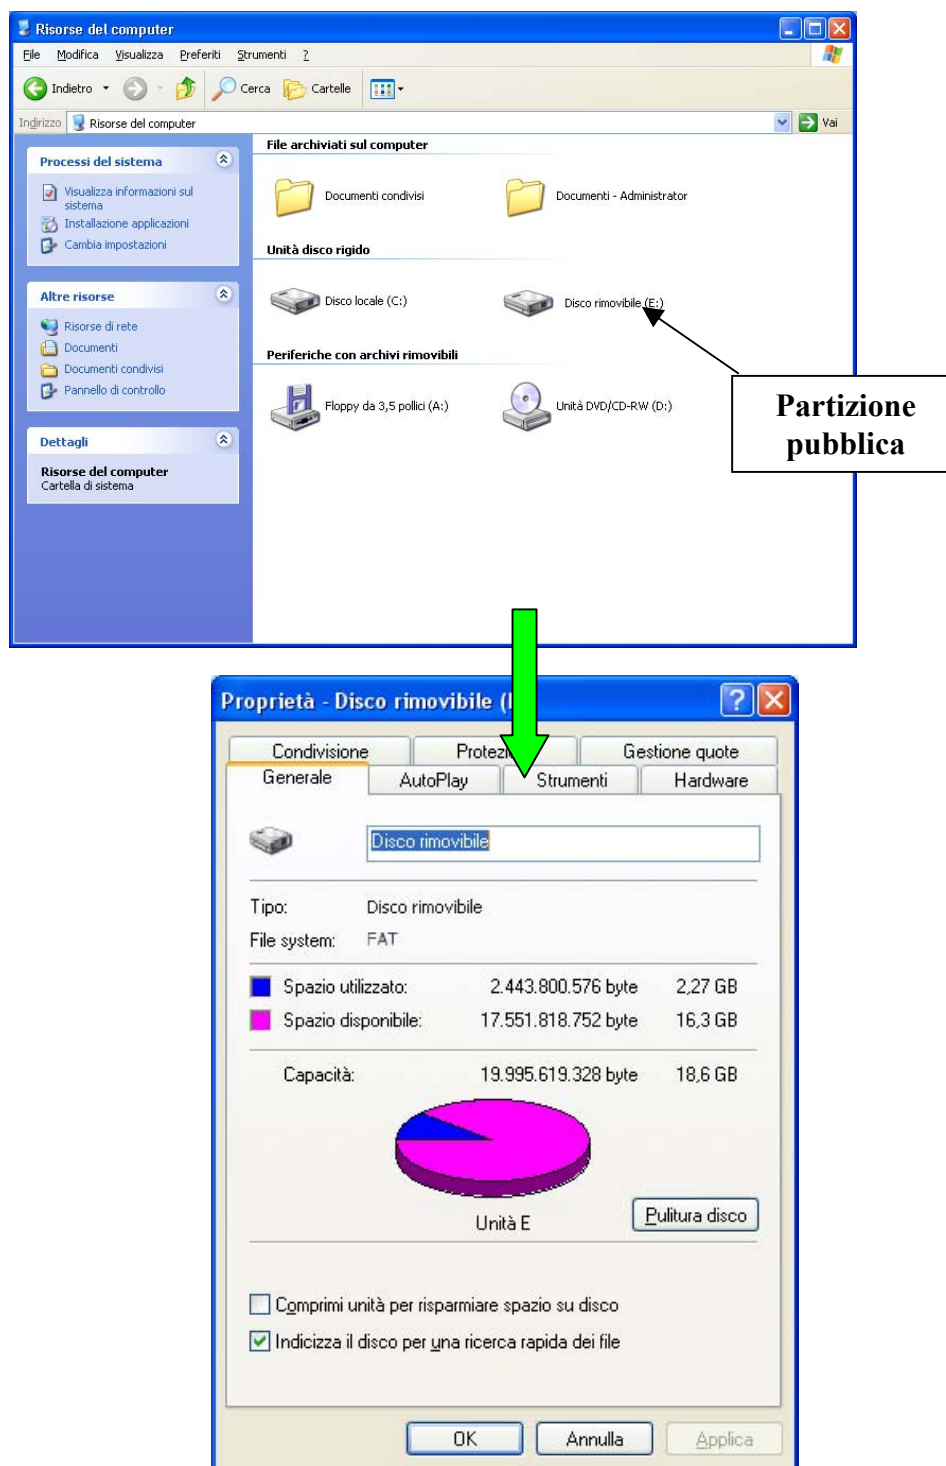 Risorse del computer
File Modifica Visualizza Preferiti Strumenti ?
Indietro Cerca Cartelle
Indirizzo Risorse del computer Vai
Processi del sistema
Visualizza informazioni sul
sistema
Installazione applicazioni
Cambia impostazioni
Altre risorse
Risorse di rete
Documenti
Documenti condivisi
Pannello di controllo
Dettagli
Risorse del computer
Cartella di sistema
File archiviati sul computer
Documenti condivisi Documenti - Administrator
Unità disco rigido
Disco locale (C:) Disco rimovibile (E:)
Periferiche con archivi rimovibili
Floppy da 3,5 pollici (A:) Unità DVD/CD-RW (D:)
Partizione
pubblica
Proprietà - Disco rimovibile (
Condivisione Gestione quote
Generale AutoPlay Strumenti Hardware
Disco rimovibile
Tipo: Disco rimovibile
File system: FAT
Spazio utilizzato: 2.443.800.576 byte 2,27 GB
Spazio disponibile: 17.551.818.752 byte 16,3 GB
Capacità: 19.995.619.328 byte 18,6 GB
Unità E
Pulitura disco
Comprimi unità per risparmiare spazio su disco
Indicizza il disco per una ricerca rapida dei file
OK Annulla Applica